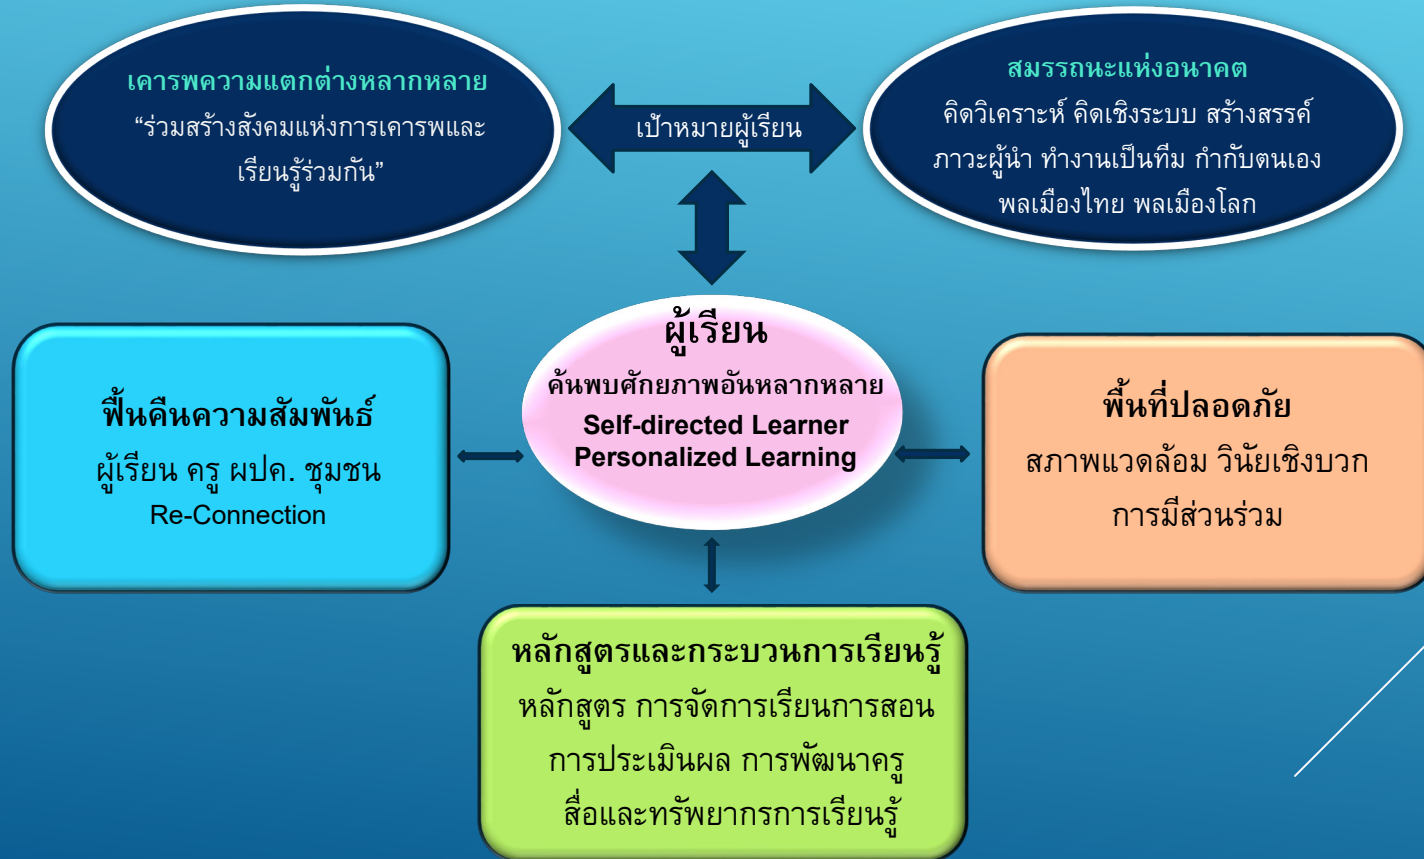 เคารพความแตกต่างหลากหลาย
“ร่วมสร้างสังคมแห่งการเคารพและ
เรียนรู้ร่วมกัน”
เป้าหมายผู้เรียน
สมรรถนะแห่งอนาคต
คิดวิเคราะห์ คิดเชิงระบบ สร้างสรรค์
ภาวะผู้นำ ทำงานเป็นทีม กำกับตนเอง
พลเมืองไทย พลเมืองโลก
ผู้เรียน
ค้นพบศักยภาพอันหลากหลาย
Self-directed Learner
Personalized Learning
ฟื้นคืนความสัมพันธ์
ผู้เรียน ครู ผปค. ชุมชน
Re-Connection
พื้นที่ปลอดภัย
สภาพแวดล้อม วินัยเชิงบวก
การมีส่วนร่วม
หลักสูตรและกระบวนการเรียนรู้
หลักสูตร การจัดการเรียนการสอน
การประเมินผล การพัฒนาครู
สื่อและทรัพยากรการเรียนรู้